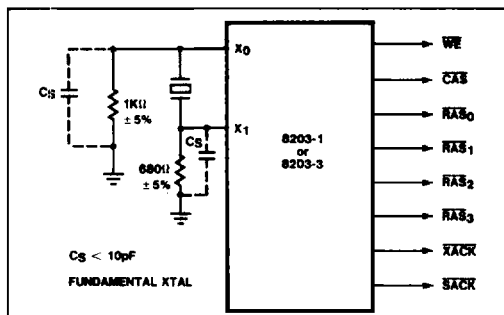 X0
X1
CS
1KΩ
± 5%
CS
680Ω
± 5%
CS < 10pF
FUNDAMENTAL XTAL
8203-1
or
8203-3
WE
CAS
RAS0
RAS1
RAS2
RAS3
XACK
SACK